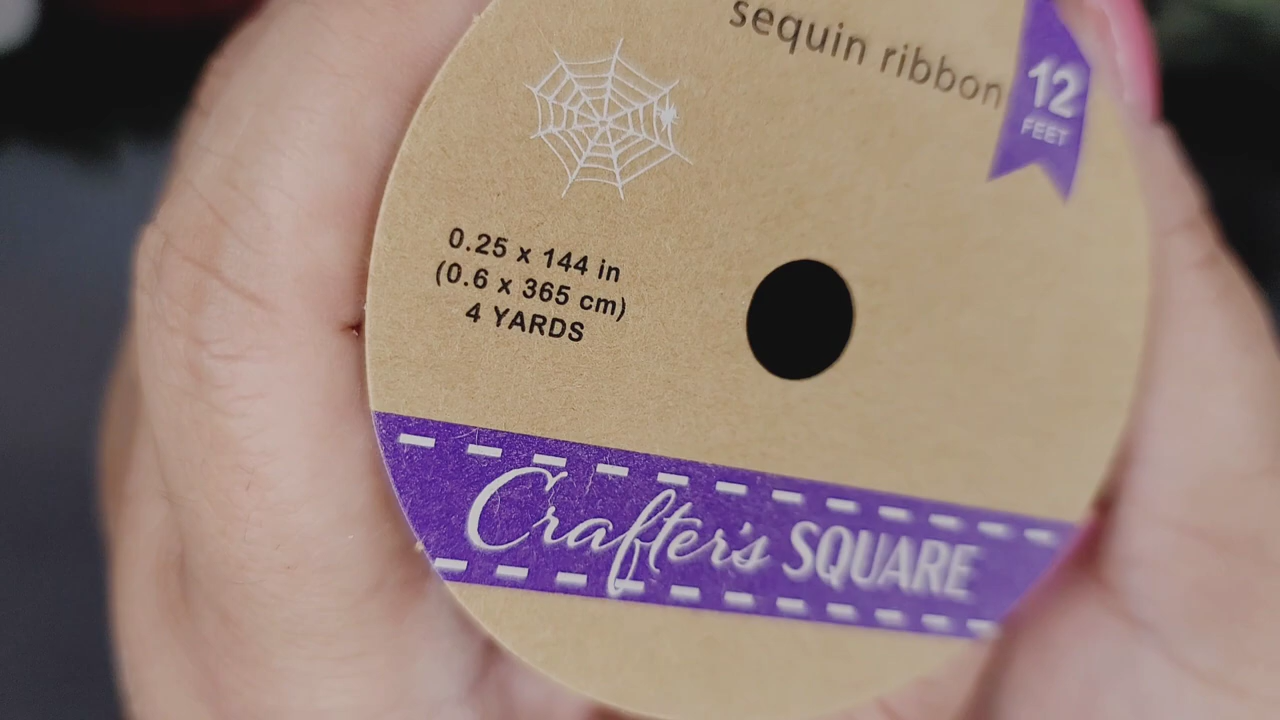 sequin ribbon
12
FEET
0.25 x 144 in
(0.6 x 365 cm)
4 YARDS
Crafter's SQUARE